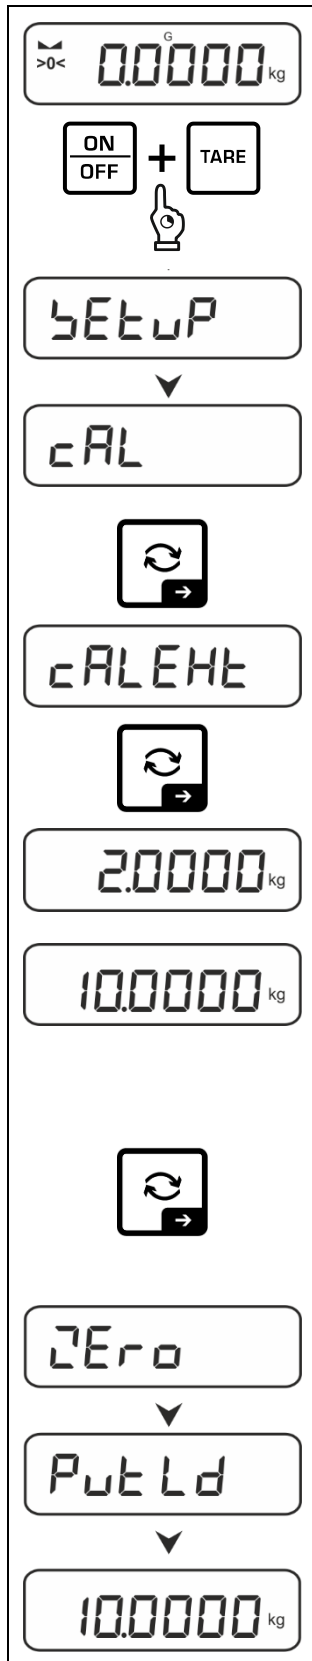 G
>0< 0.0000 kg
ON
OFF + TARE
SEtuP
cAL
cALEHt
2.0000 kg
10.0000 kg
ZEro
PutLd
10.0000 kg